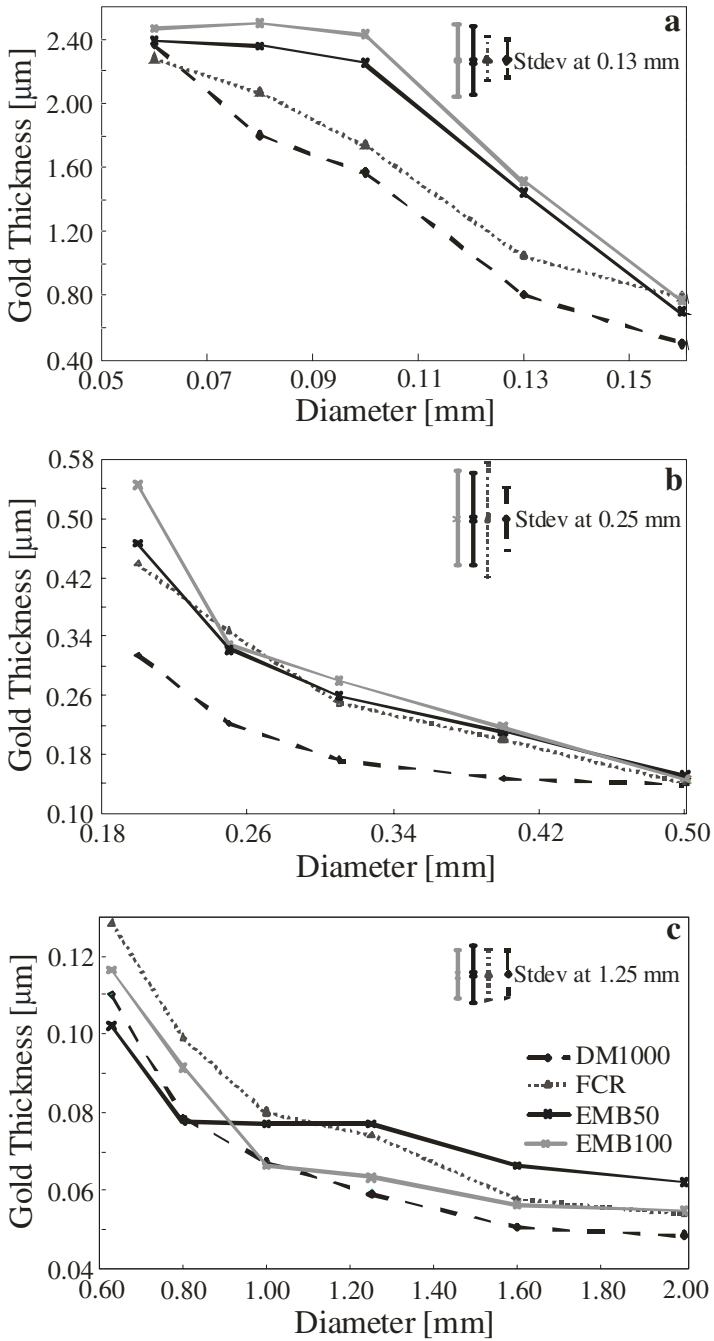 a
2.40
2.00
1.60
1.20
0.80
0.40
Gold Thickness [µm]
Stdev at 0.13 mm
0.05 0.07 0.09 0.11 0.13 0.15
Diameter [mm]
b
0.58
0.50
0.42
0.34
0.26
0.18
0.10
Gold Thickness [µm]
Stdev at 0.25 mm
0.18 0.26 0.34 0.42 0.50
Diameter [mm]
c
0.12
0.10
0.08
0.06
0.04
Gold Thickness [µm]
Stdev at 1.25 mm
DM1000
FCR
EMB50
EMB100
0.60 0.80 1.00 1.20 1.40 1.60 1.80 2.00
Diameter [mm]